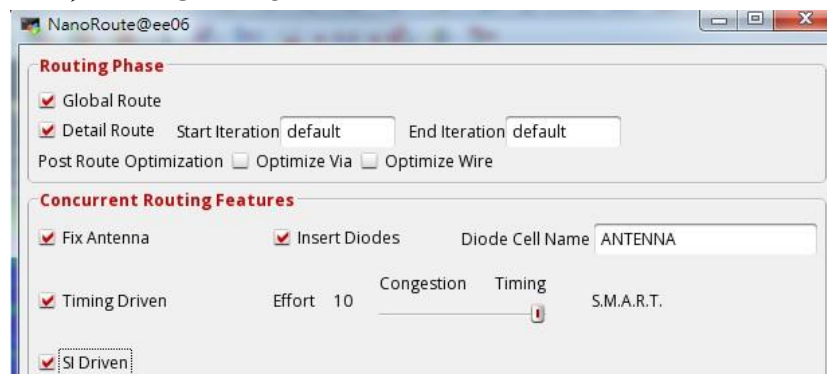 NanoRoute@ee06
Routing Phase
Global Route
Detail Route Start Iteration default End Iteration default
Post Route Optimization Optimize Via Optimize Wire
Concurrent Routing Features
Fix Antenna Insert Diodes Diode Cell Name ANTENNA
Congestion Timing
Timing Driven Effort 10 S.M.A.R.T.
SI Driven